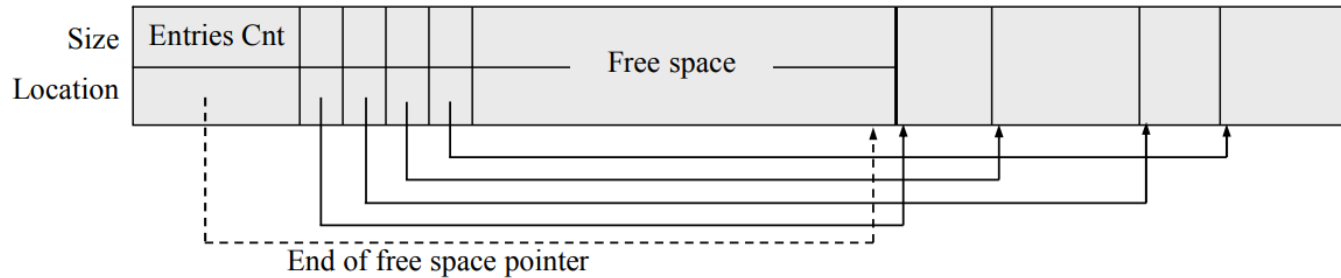 Size
Entries Cnt
Free space
Location
End of free space pointer